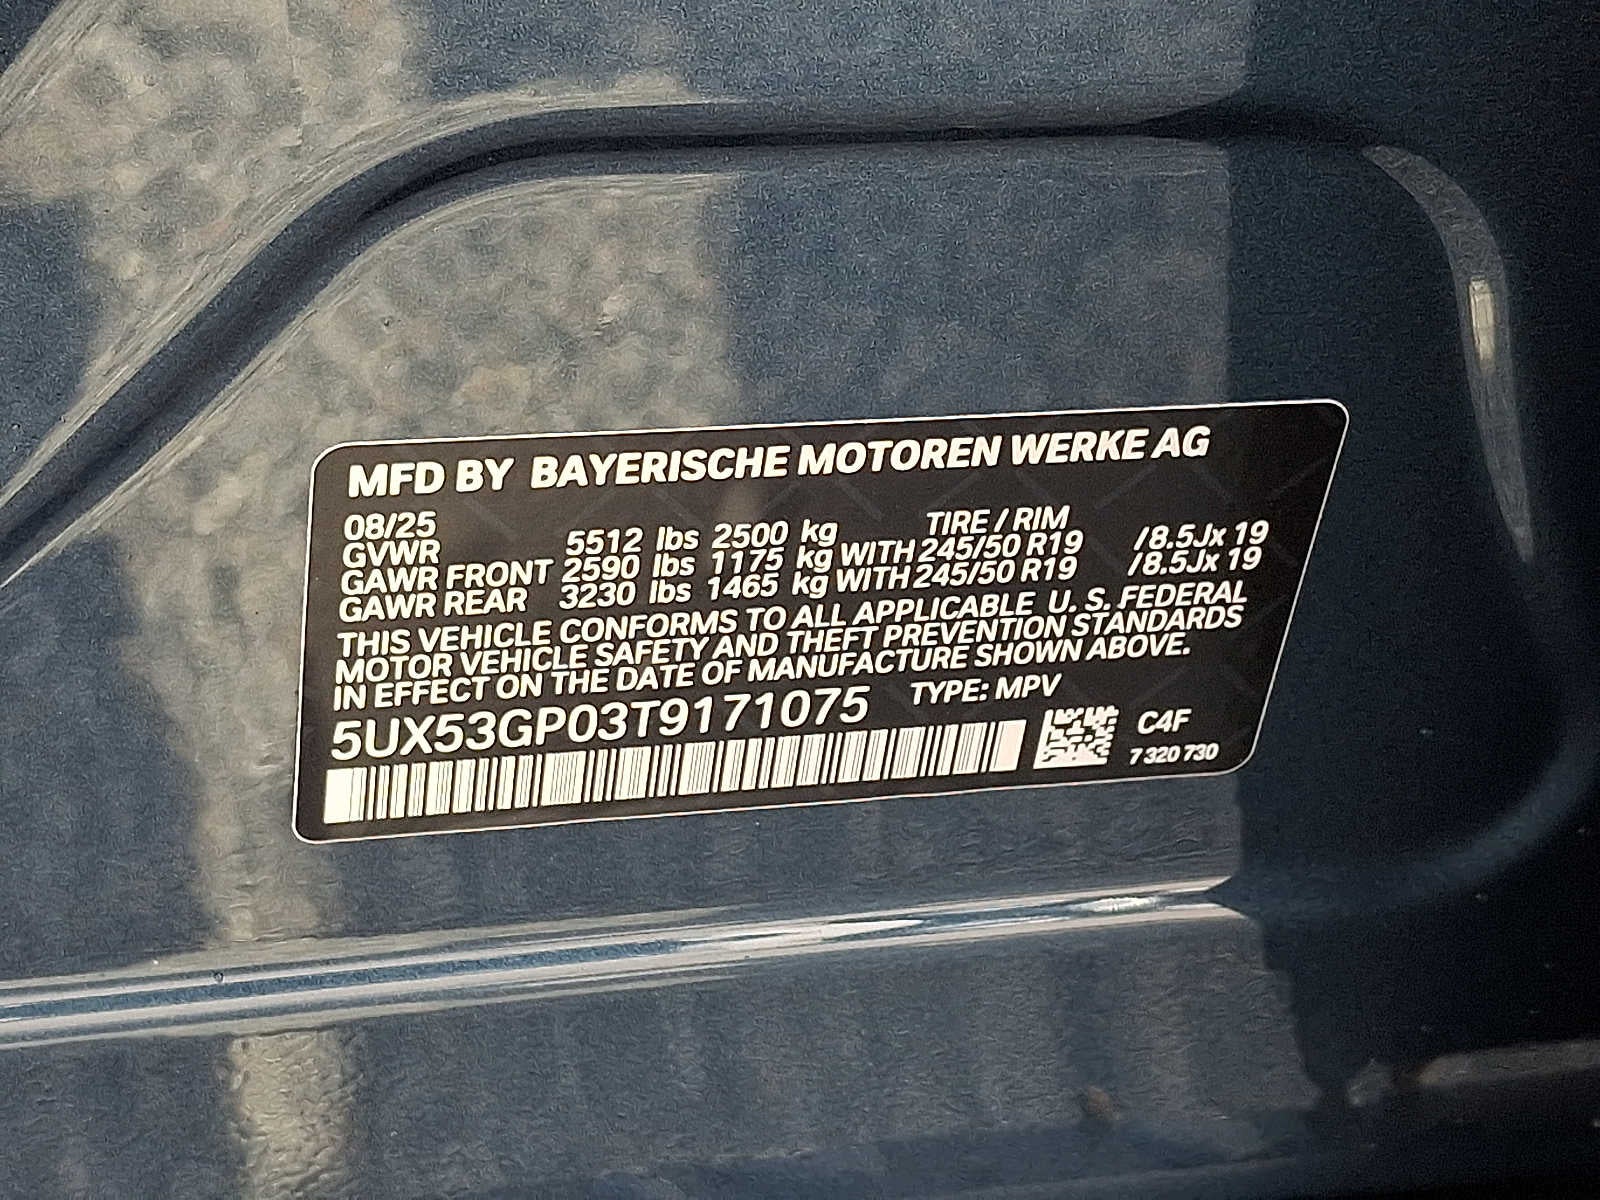 MFD BY BAYERISCHE MOTOREN WERKE AG
08/25 TIRE / RIM
GVWR 5512 lbs 2500 kg
GAWR FRONT 2590 lbs 1175 kg WITH 245/50 R19 /8.5Jx 19
GAWR REAR 3230 lbs 1465 kg WITH 245/50 R19 /8.5Jx 19
THIS VEHICLE CONFORMS TO ALL APPLICABLE U. S. FEDERAL
MOTOR VEHICLE SAFETY AND THEFT PREVENTION STANDARDS
IN EFFECT ON THE DATE OF MANUFACTURE SHOWN ABOVE.
5UX53GP03T9171075 TYPE: MPV
C4F
7 320 730